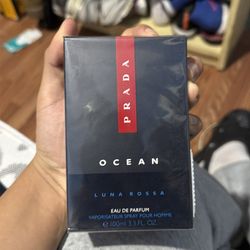 PRADA
OCEAN
LUNA ROSSA
EAU DE PARFUM
VAPORISATEUR SPRAY POUR HOMME
e 100ml 3.3 FL. OZ.